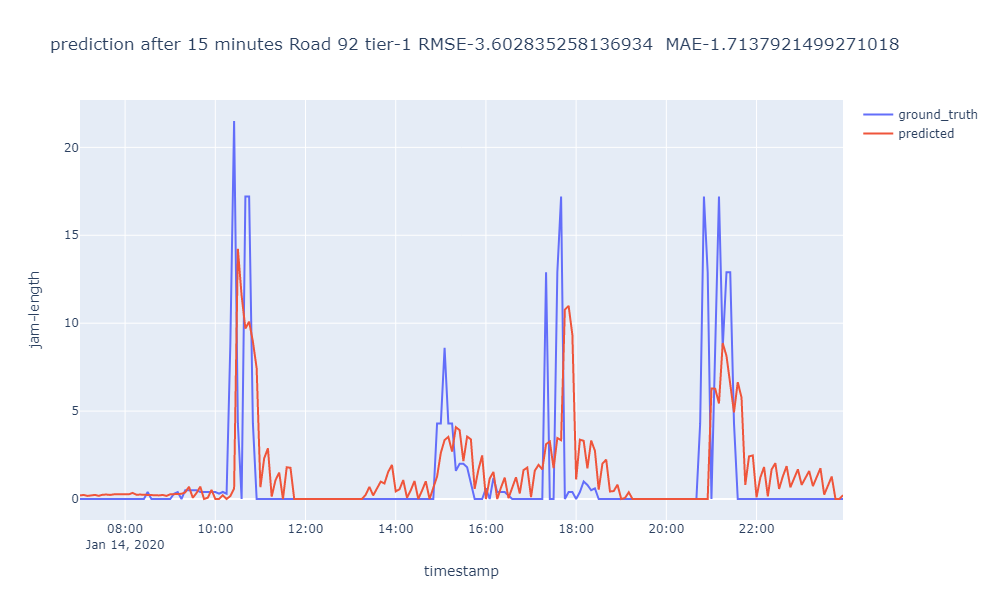 prediction after 15 minutes Road 92 tier-1 RMSE-3.602835258136934  MAE-1.7137921499271018
ground_truth
predicted
20
15
10
5
0
jam-length
08:00 10:00 12:00 14:00 16:00 18:00 20:00 22:00
Jan 14, 2020
timestamp